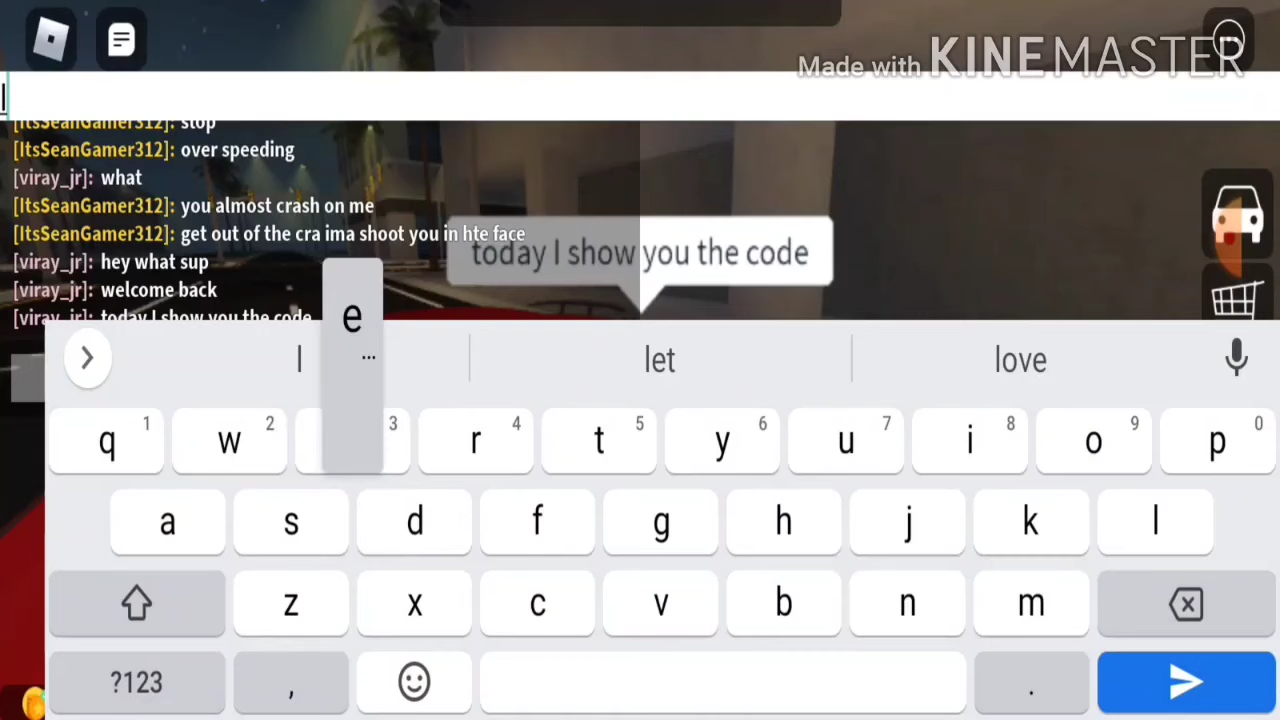 Made with KINEMASTER
l
[ItsSeanGamer312]: stop
[ItsSeanGamer312]: over speeding
[viray_jr]: what
[ItsSeanGamer312]: you almost crash on me
[ItsSeanGamer312]: get out of the cra ima shoot you in hte face
[viray_jr]: hey what sup
[viray_jr]: welcome back
[viray_jr]: today I show you the code
today I show you the code
l let love
e
...
q 1 w 2 3 r 4 t 5 y 6 u 7 i 8 o 9 p 0
a s d f g h j k l
z x c v b n m
?123 , .